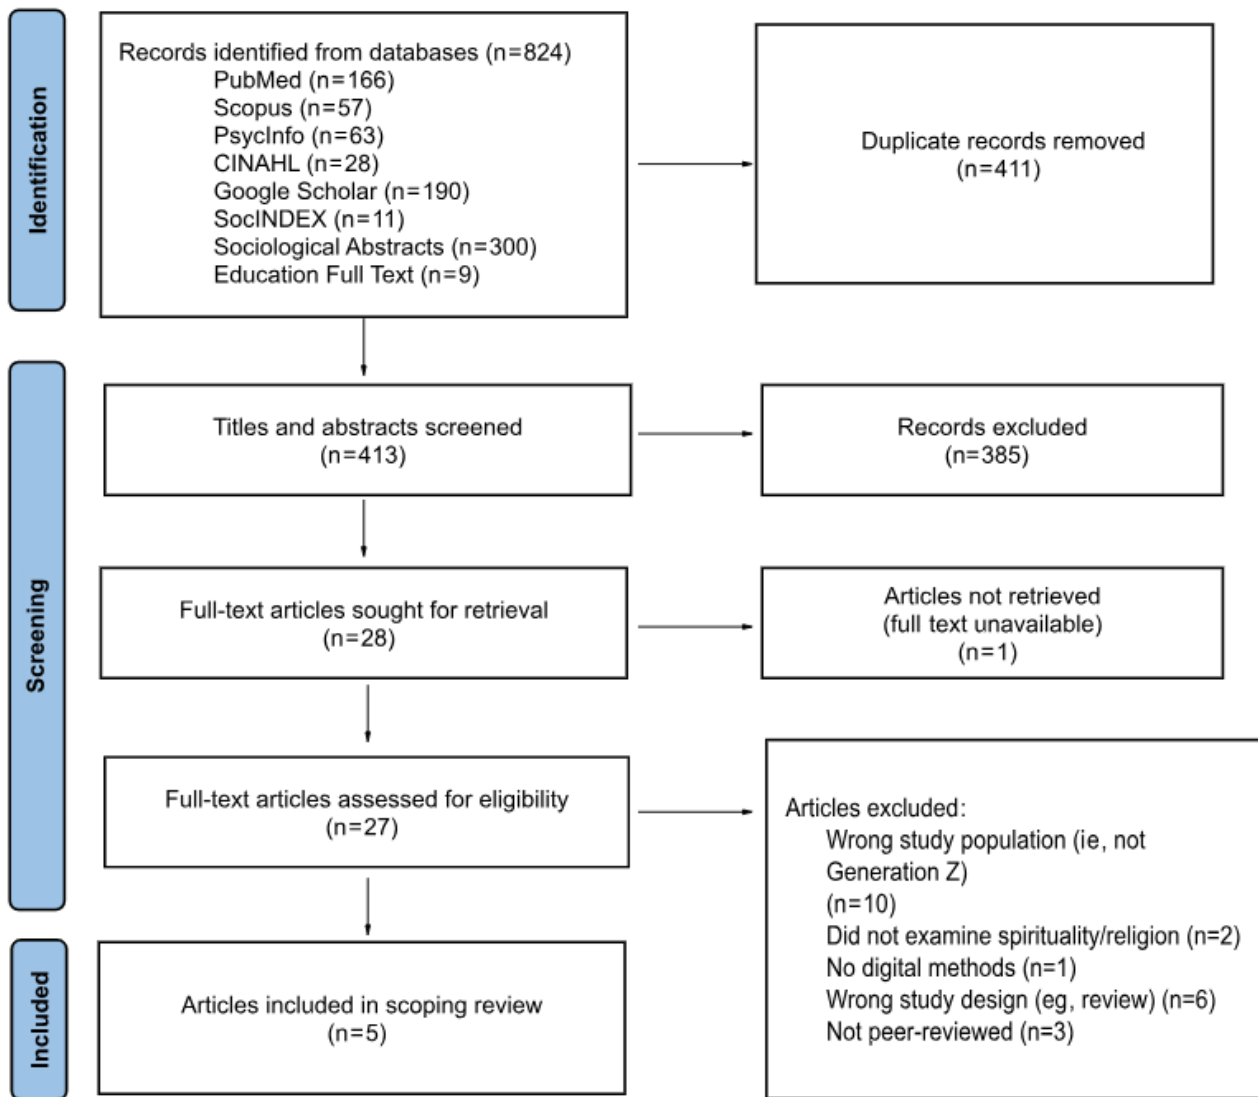 Identification
Records identified from databases (n=824)
PubMed (n=166)
Scopus (n=57)
PsycInfo (n=63)
CINAHL (n=28)
Google Scholar (n=190)
SocINDEX (n=11)
Sociological Abstracts (n=300)
Education Full Text (n=9)
Duplicate records removed
(n=411)
Screening
Titles and abstracts screened
(n=413)
Records excluded
(n=385)
Full-text articles sought for retrieval
(n=28)
Articles not retrieved
(full text unavailable)
(n=1)
Full-text articles assessed for eligibility
(n=27)
Articles excluded:
Wrong study population (ie, not
Generation Z)
(n=10)
Did not examine spirituality/religion (n=2)
No digital methods (n=1)
Wrong study design (eg, review) (n=6)
Not peer-reviewed (n=3)
Included
Articles included in scoping review
(n=5)